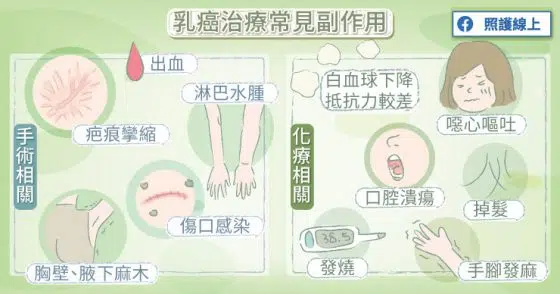 乳癌治療常見副作用
照護線上
手術相關
出血
疤痕攣縮
淋巴水腫
傷口感染
胸壁、腋下麻木
化療相關
白血球下降
抵抗力較差
噁心嘔吐
口腔潰瘍
掉髮
38.5
發燒
手腳發麻